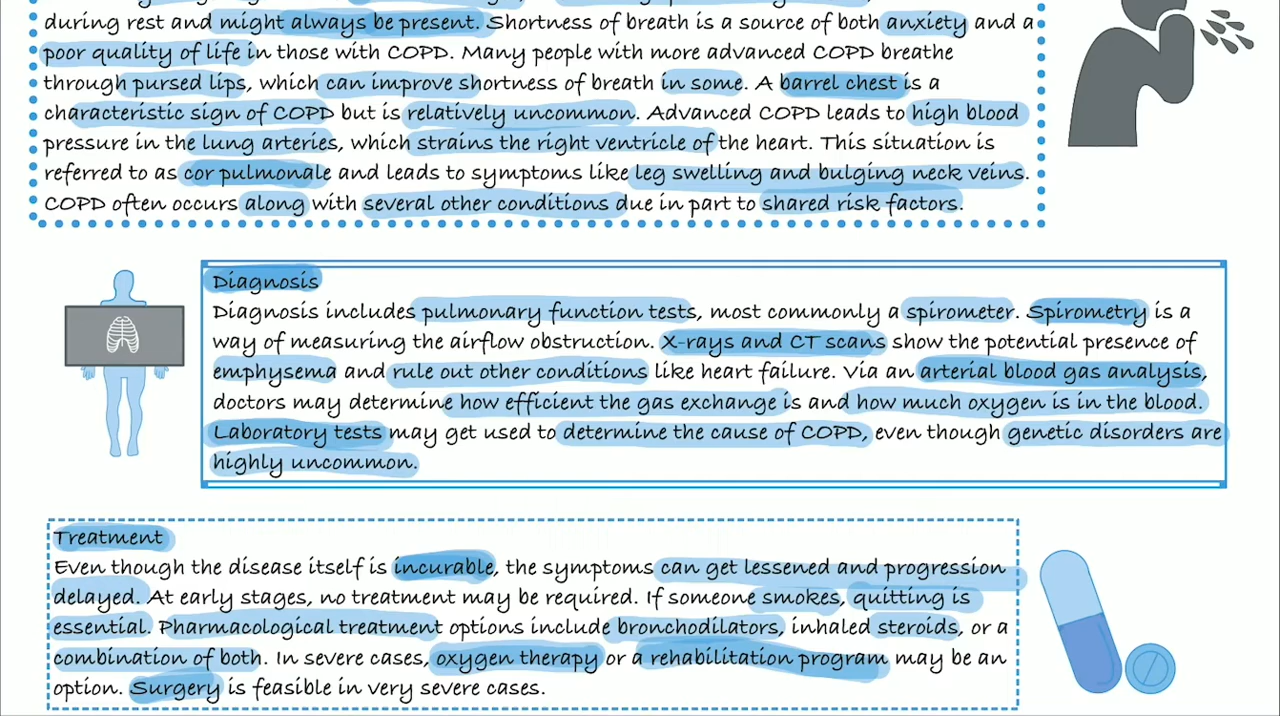 during rest and might always be present. Shortness of breath is a source of both anxiety and a
poor quality of life in those with COPD. Many people with more advanced COPD breathe
through pursed lips, which can improve shortness of breath in some. A barrel chest is a
characteristic sign of COPD but is relatively uncommon. Advanced COPD leads to high blood
pressure in the lung arteries, which strains the right ventricle of the heart. This situation is
referred to as cor pulmonale and leads to symptoms like leg swelling and bulging neck veins.
COPD often occurs along with several other conditions due in part to shared risk factors.
Diagnosis
Diagnosis includes pulmonary function tests, most commonly a spirometer. Spirometry is a
way of measuring the airflow obstruction. X-rays and CT scans show the potential presence of
emphysema and rule out other conditions like heart failure. Via an arterial blood gas analysis,
doctors may determine how efficient the gas exchange is and how much oxygen is in the blood.
Laboratory tests may get used to determine the cause of COPD, even though genetic disorders are
highly uncommon.
Treatment
Even though the disease itself is incurable, the symptoms can get lessened and progression
delayed. At early stages, no treatment may be required. If someone smokes, quitting is
essential. Pharmacological treatment options include bronchodilators, inhaled steroids, or a
combination of both. In severe cases, oxygen therapy or a rehabilitation program may be an
option. Surgery is feasible in very severe cases.